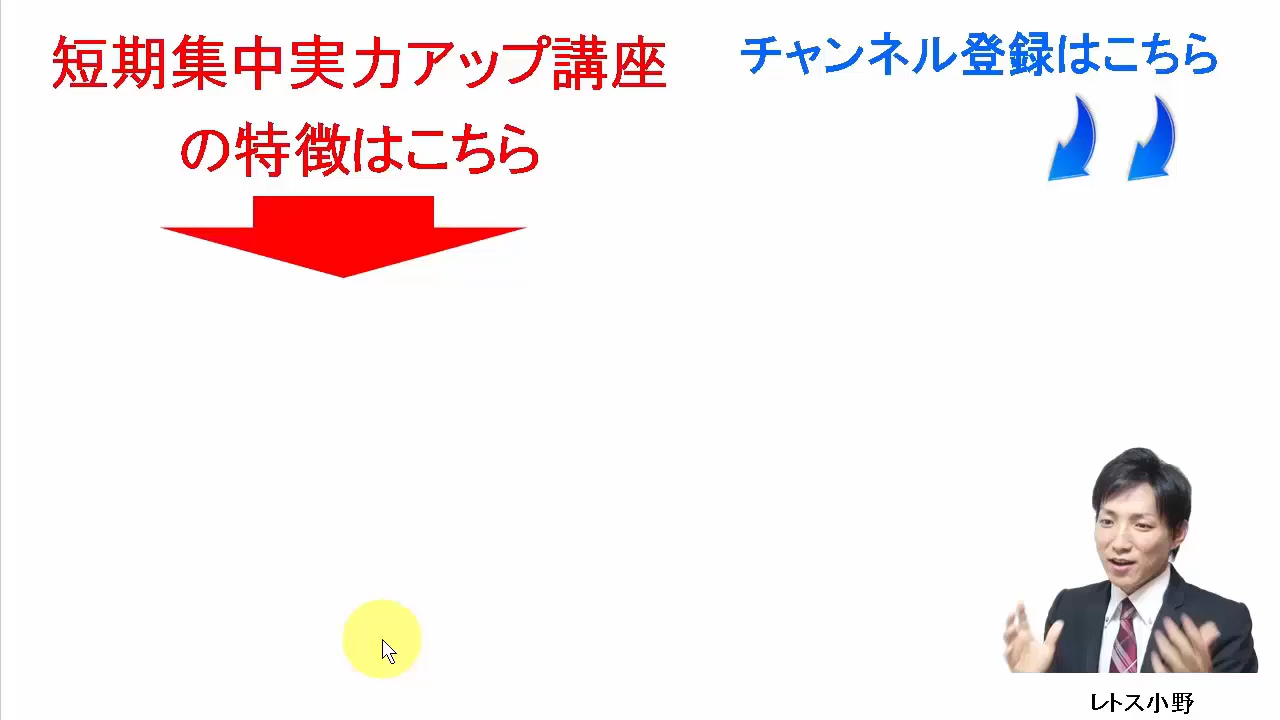 短期集中実力アップ講座
の特徴はこちら
チャンネル登録はこちら
レトス小野